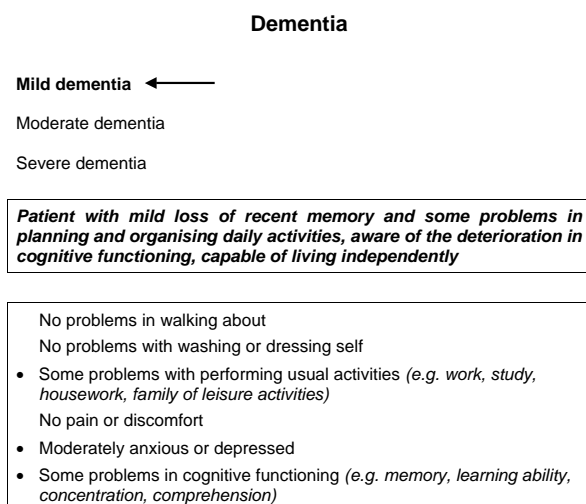 Dementia
Mild dementia
Moderate dementia
Severe dementia
Patient with mild loss of recent memory and some problems in
planning and organising daily activities, aware of the deterioration in
cognitive functioning, capable of living independently
No problems in walking about
No problems with washing or dressing self
• Some problems with performing usual activities (e.g. work, study,
housework, family of leisure activities)
No pain or discomfort
• Moderately anxious or depressed
• Some problems in cognitive functioning (e.g. memory, learning ability,
concentration, comprehension)